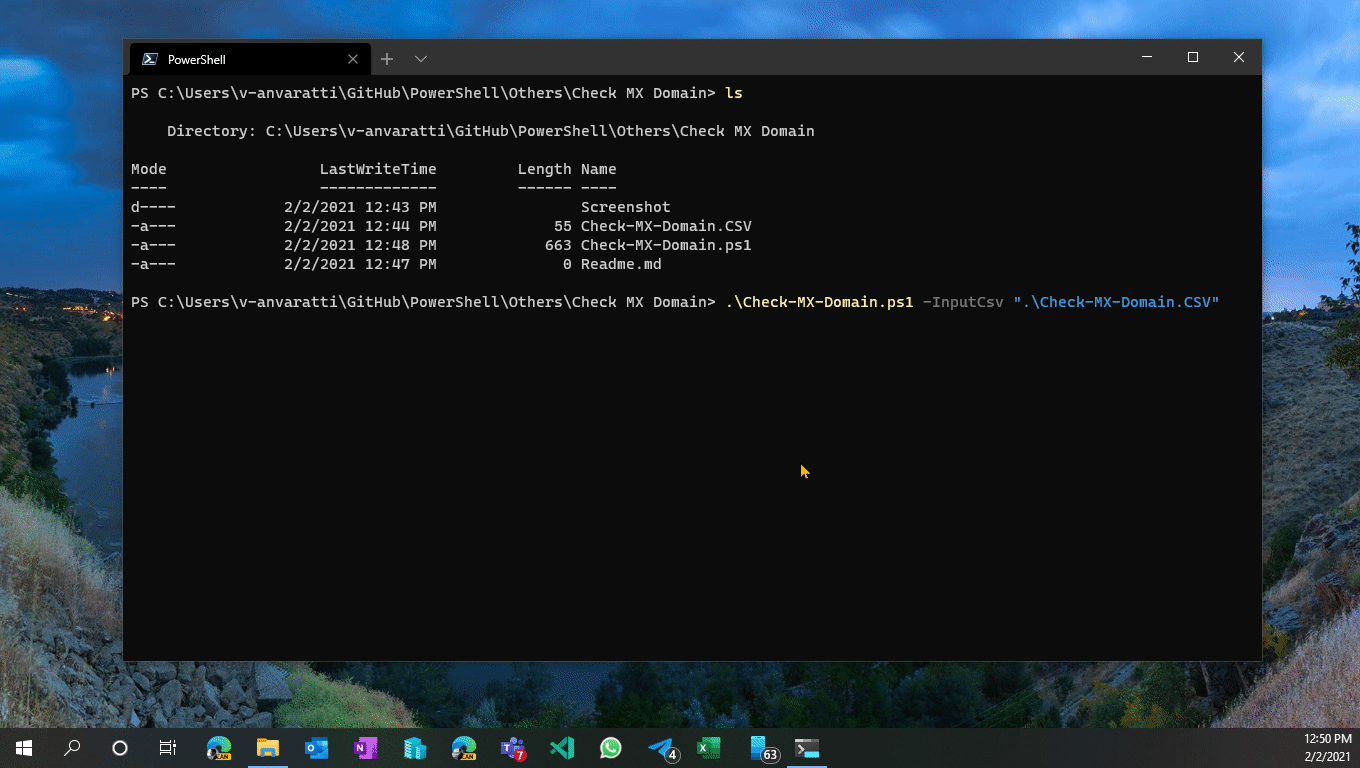 PowerShell
PS C:\Users\v-anvaratti\GitHub\PowerShell\Others\Check MX Domain> ls
Directory: C:\Users\v-anvaratti\GitHub\PowerShell\Others\Check MX Domain
Mode LastWriteTime Length Name
---- ------------- ------ ----
d---- 2/2/2021 12:43 PM Screenshot
-a--- 2/2/2021 12:44 PM 55 Check-MX-Domain.CSV
-a--- 2/2/2021 12:48 PM 663 Check-MX-Domain.ps1
-a--- 2/2/2021 12:47 PM 0 Readme.md
PS C:\Users\v-anvaratti\GitHub\PowerShell\Others\Check MX Domain> .\Check-MX-Domain.ps1 -InputCsv ".\Check-MX-Domain.CSV"
7
4
63
12:50 PM
2/2/2021